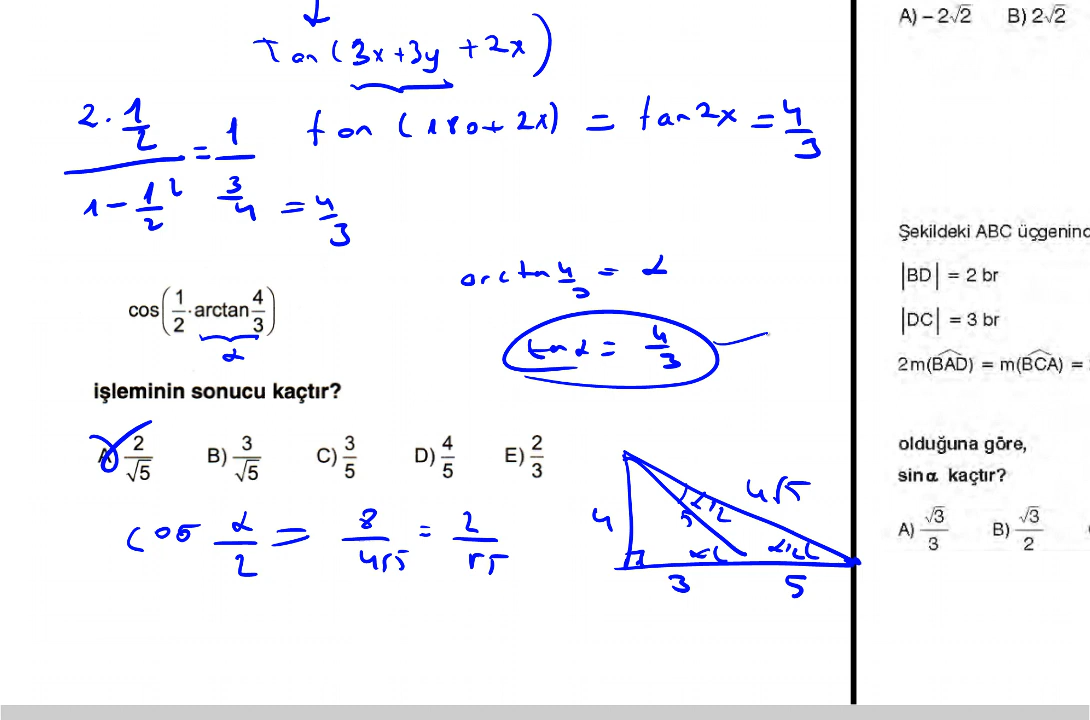 Tan (3x+3y +2x)
2 · 1/2 / 1 - 1/2² = 1 / 3/4 = 4/3
tan (180 + 2x) = tan 2x = 4/3
cos(1/2 · arctan 4/3)
α
arctan 4/3 = α
tan α = 4/3
işleminin sonucu kaçtır?
A) 2/√5 B) 3/√5 C) 3/5 D) 4/5 E) 2/3
cos α/2 = 8/4√5 = 2/√5
4
5
α/2
4√5
α
α/2
3
5
A) – 2√2 B) 2√2
Şekildeki ABC üçgeninc
|BD| = 2 br
|DC| = 3 br
2m(BAD) = m(BCA) =
olduğuna göre,
sinα kaçtır?
A) √3/3 B) √3/2